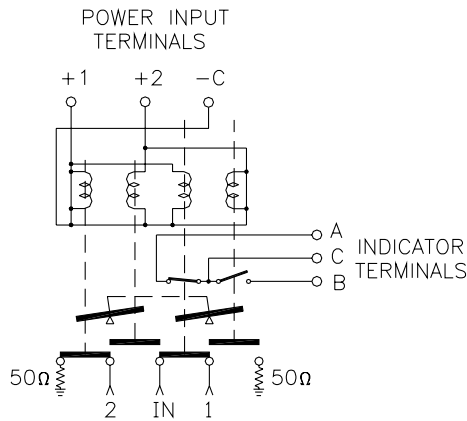 POWER INPUT
TERMINALS
+1 +2 -C
A
C
B
INDICATOR
TERMINALS
50Ω
50Ω
2 IN 1